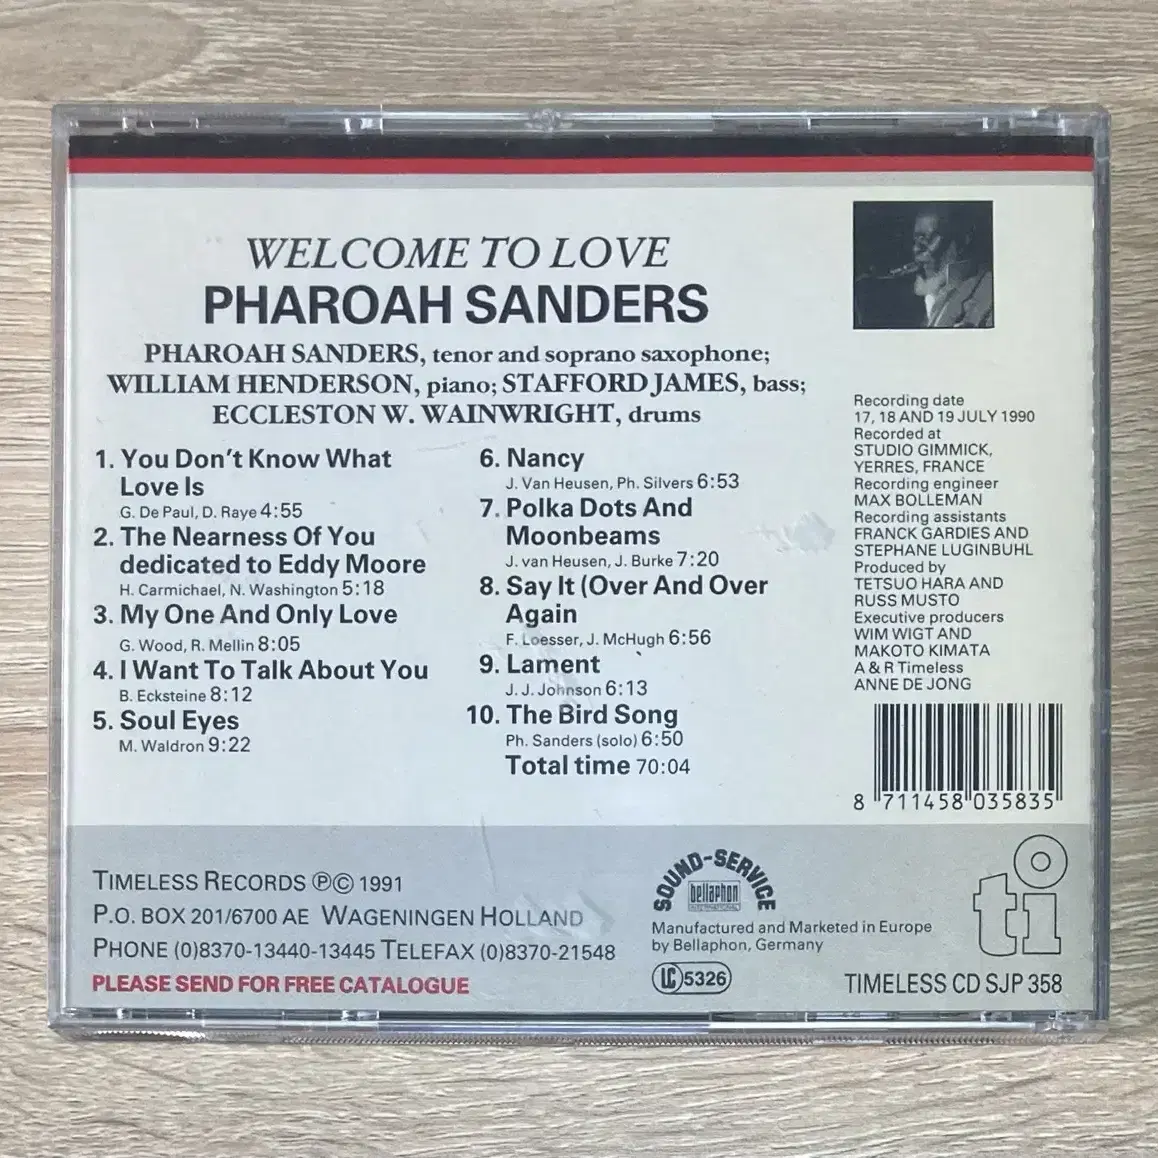 WELCOME TO LOVE
PHAROAH SANDERS
PHAROAH SANDERS, tenor and soprano saxophone;
WILLIAM HENDERSON, piano; STAFFORD JAMES, bass;
ECCLESTON W. WAINWRIGHT, drums
1. You Don't Know What
Love Is
G. De Paul, D. Raye 4:55
2. The Nearness Of You
dedicated to Eddy Moore
H. Carmichael, N. Washington 5:18
3. My One And Only Love
G. Wood, R. Mellin 8:05
4. I Want To Talk About You
B. Ecksteine 8:12
5. Soul Eyes
M. Waldron 9:22
6. Nancy
J. Van Heusen, Ph. Silvers 6:53
7. Polka Dots And
Moonbeams
J. van Heusen, J. Burke 7:20
8. Say It (Over And Over
Again
F. Loesser, J. McHugh 6:56
9. Lament
J. J. Johnson 6:13
10. The Bird Song
Ph. Sanders (solo) 6:50
Total time 70:04
Recording date
17, 18 AND 19 JULY 1990
Recorded at
STUDIO GIMMICK,
YERRES, FRANCE
Recording engineer
MAX BOLLEMAN
Recording assistants
FRANCK GARDIES AND
STEPHANE LUGINBUHL
Produced by
TETSUO HARA AND
RUSS MUSTO
Executive producers
WIM WIGT AND
MAKOTO KIMATA
A & R Timeless
ANNE DE JONG
8 711458 035835
TIMELESS RECORDS ℗© 1991
P.O. BOX 201/6700 AE WAGENINGEN HOLLAND
PHONE (0)8370-13440-13445 TELEFAX (0)8370-21548
PLEASE SEND FOR FREE CATALOGUE
SOUND-SERVICE
bellaphon
INTERNATIONAL
Manufactured and Marketed in Europe
by Bellaphon, Germany
LC 5326
ti
TIMELESS CD SJP 358